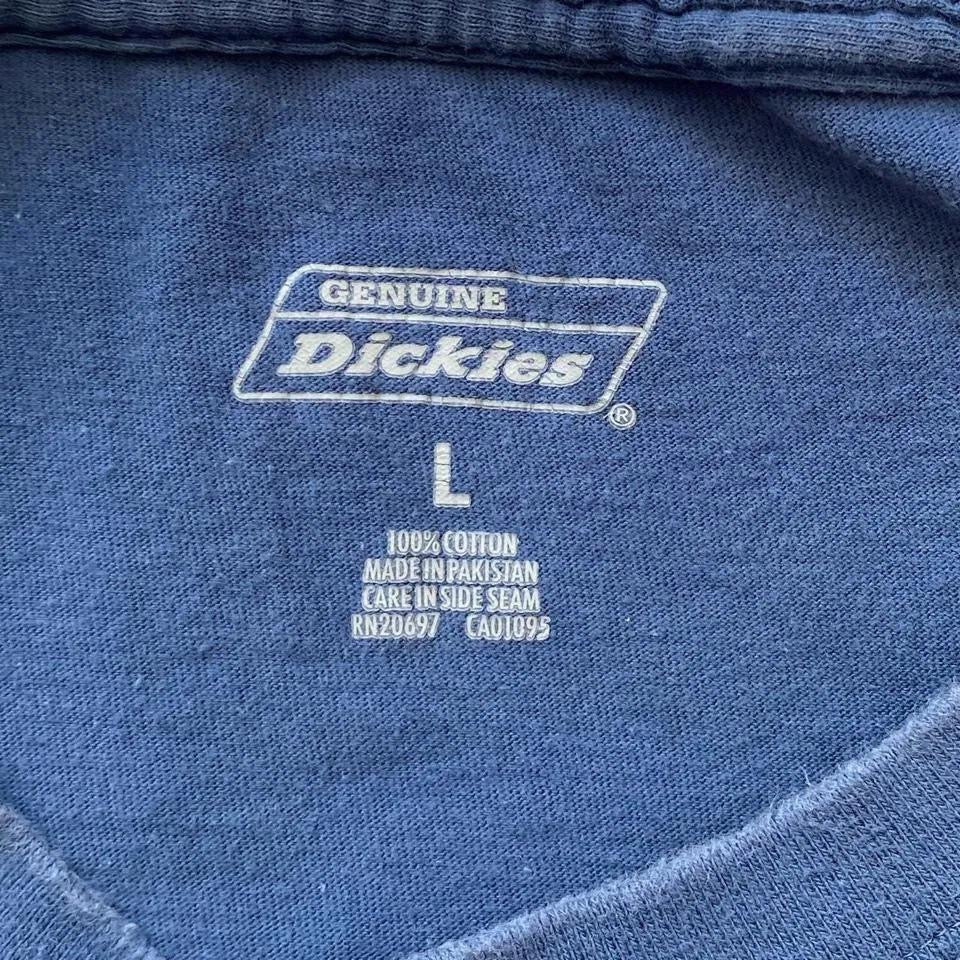 GENUINE
Dickies®
L
100% COTTON
MADE IN PAKISTAN
CARE IN SIDE SEAM
RN20697 CA01095